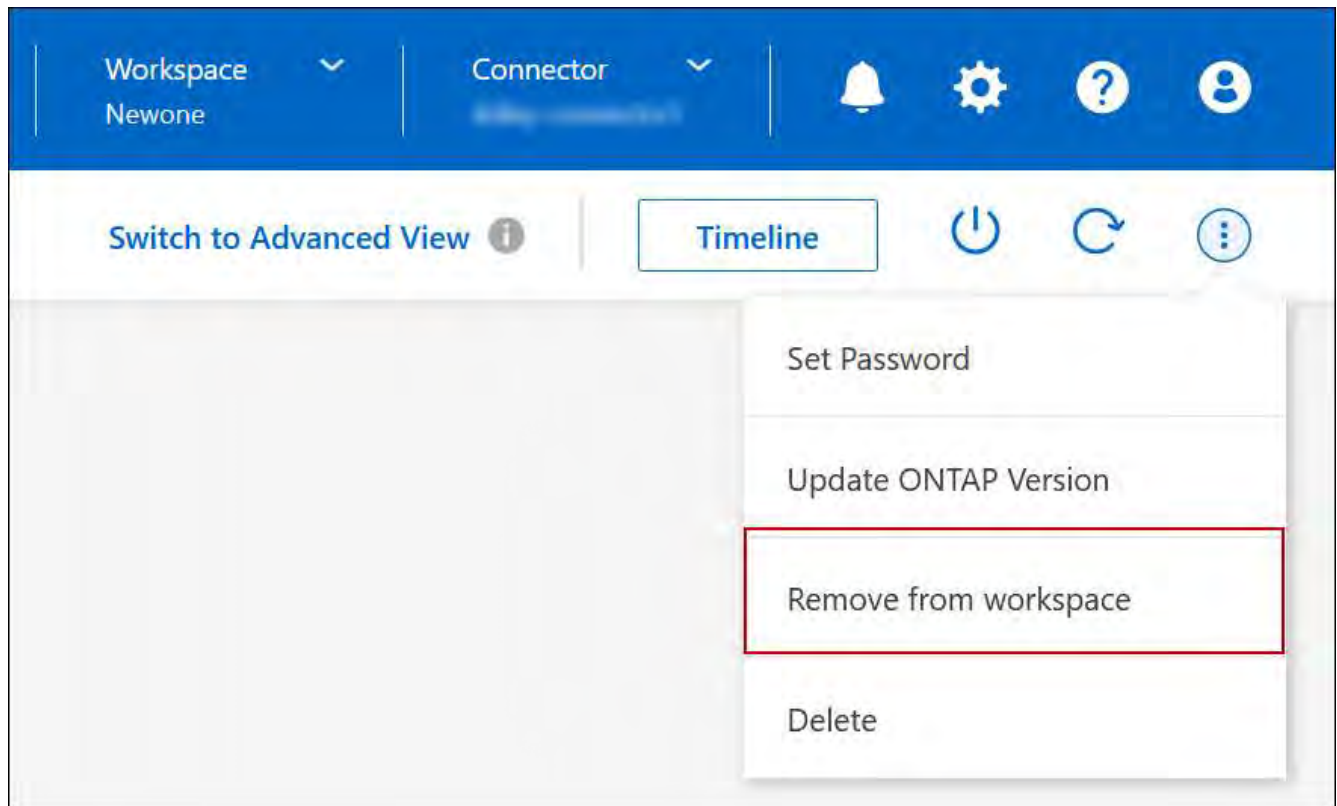 Workspace
Newone
Connector
Switch to Advanced View
Timeline
Set Password
Update ONTAP Version
Remove from workspace
Delete